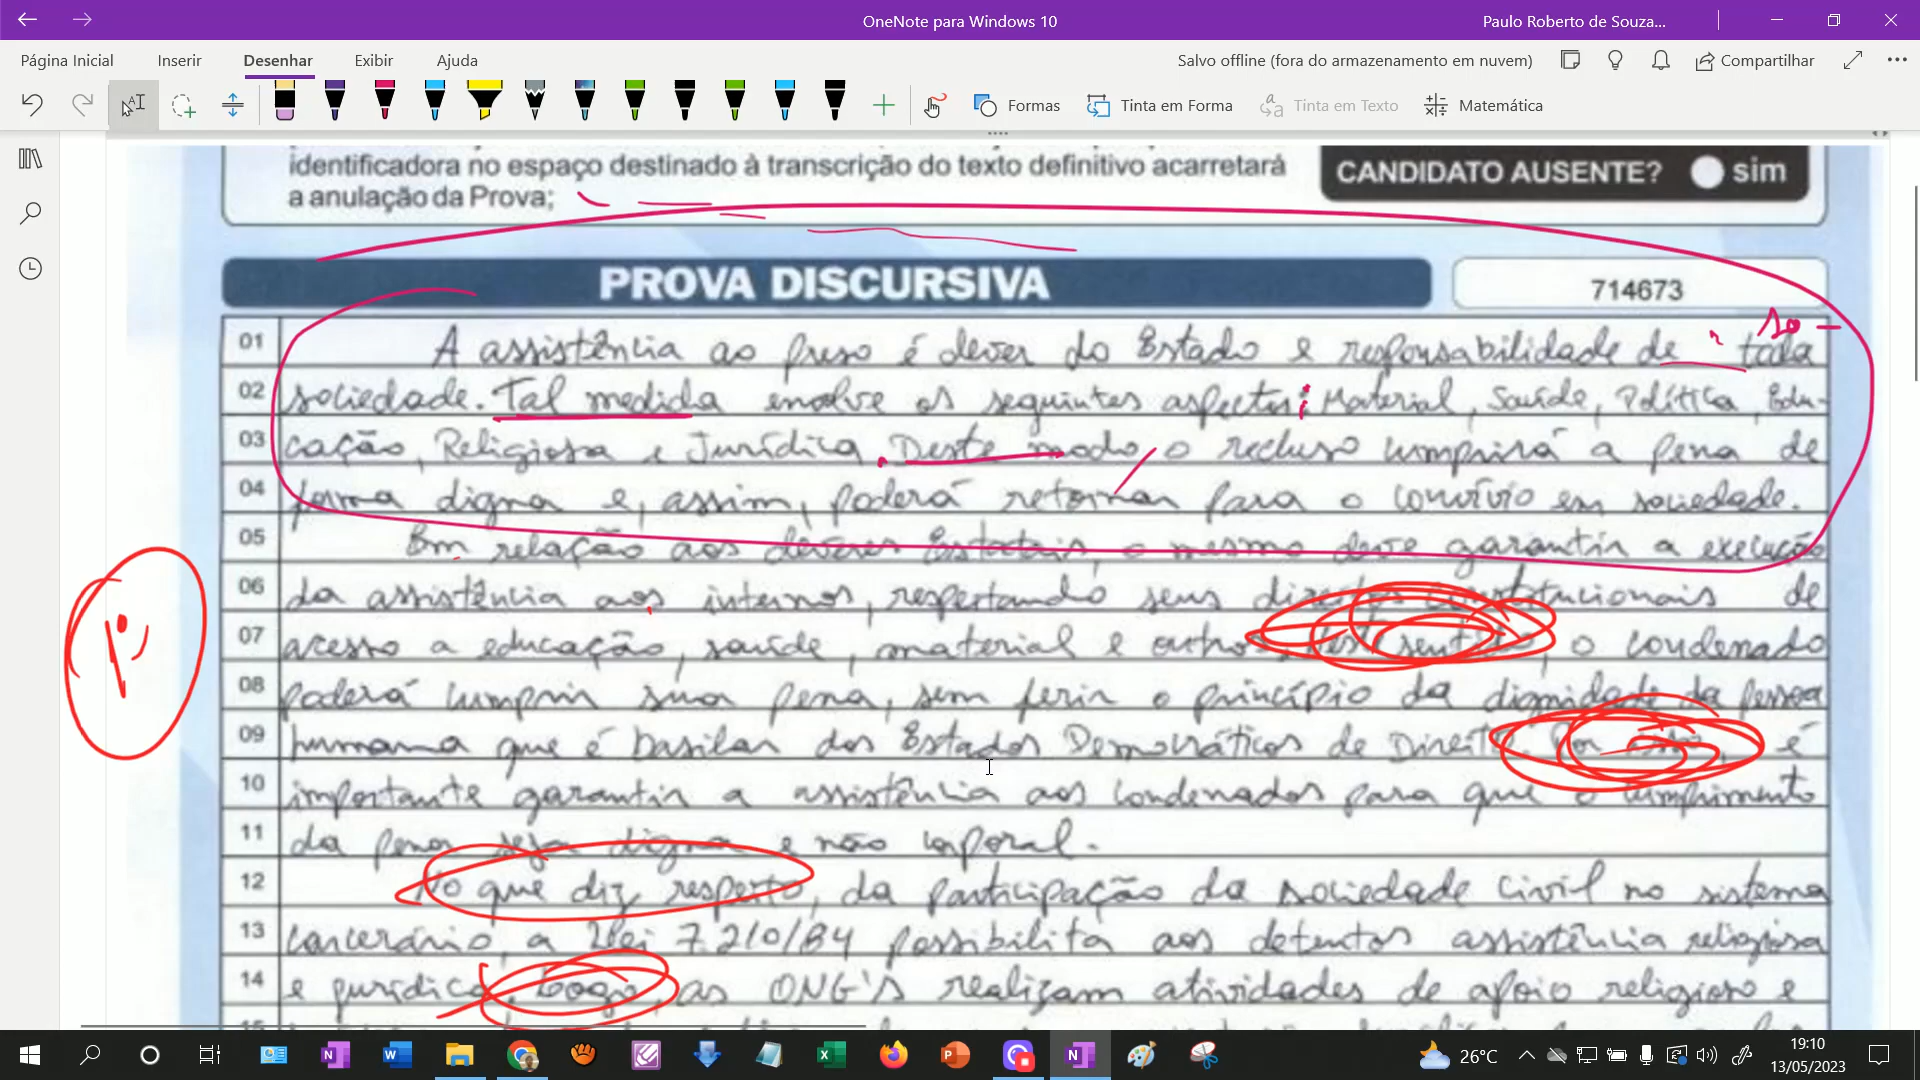 OneNote para Windows 10
Paulo Roberto de Souza...
Página Inicial
Inserir
Desenhar
Exibir
Ajuda
Salvo offline (fora do armazenamento em nuvem)
Compartilhar
Formas
Tinta em Forma
Tinta em Texto
Matemática
identificadora no espaço destinado à transcrição do texto definitivo acarretará
a anulação da Prova;
CANDIDATO AUSENTE? sim
PROVA DISCURSIVA
714673
so-
01 A assistência ao preso é dever do Estado e responsabilidade de toda
02 sociedade. Tal medida envolve os seguintes aspectos: Material, Saúde, Política, Edu-
03 cação, Religiosa e Jurídica. Deste modo o recluso cumprirá a pena de
04 forma digna e, assim, poderá retornar para o convívio em sociedade.
05 Em relação aos deveres Estatais, o mesmo deve garantir a execução
06 da assistência aos internos, respeitando seus direitos constitucionais de
07 acesso a educação, saúde, material e outros. Neste sentido, o condenado
08 poderá cumprir sua pena, sem ferir o princípio da dignidade da pessoa
09 humana que é basilar dos Estados Democráticos de Direito. Por, é
10 importante garantir a assistência aos condenados para que o cumprimento
11 da pena seja digna e não corporal.
12 No que diz respeito, da participação da sociedade civil no sistema
13 carcerário, a Lei 7.210/84 possibilita aos detentos assistência religiosa
14 e jurídica, Logo, as ONG'S realizam atividades de apoio religioso e
26°C
19:10
13/05/2023